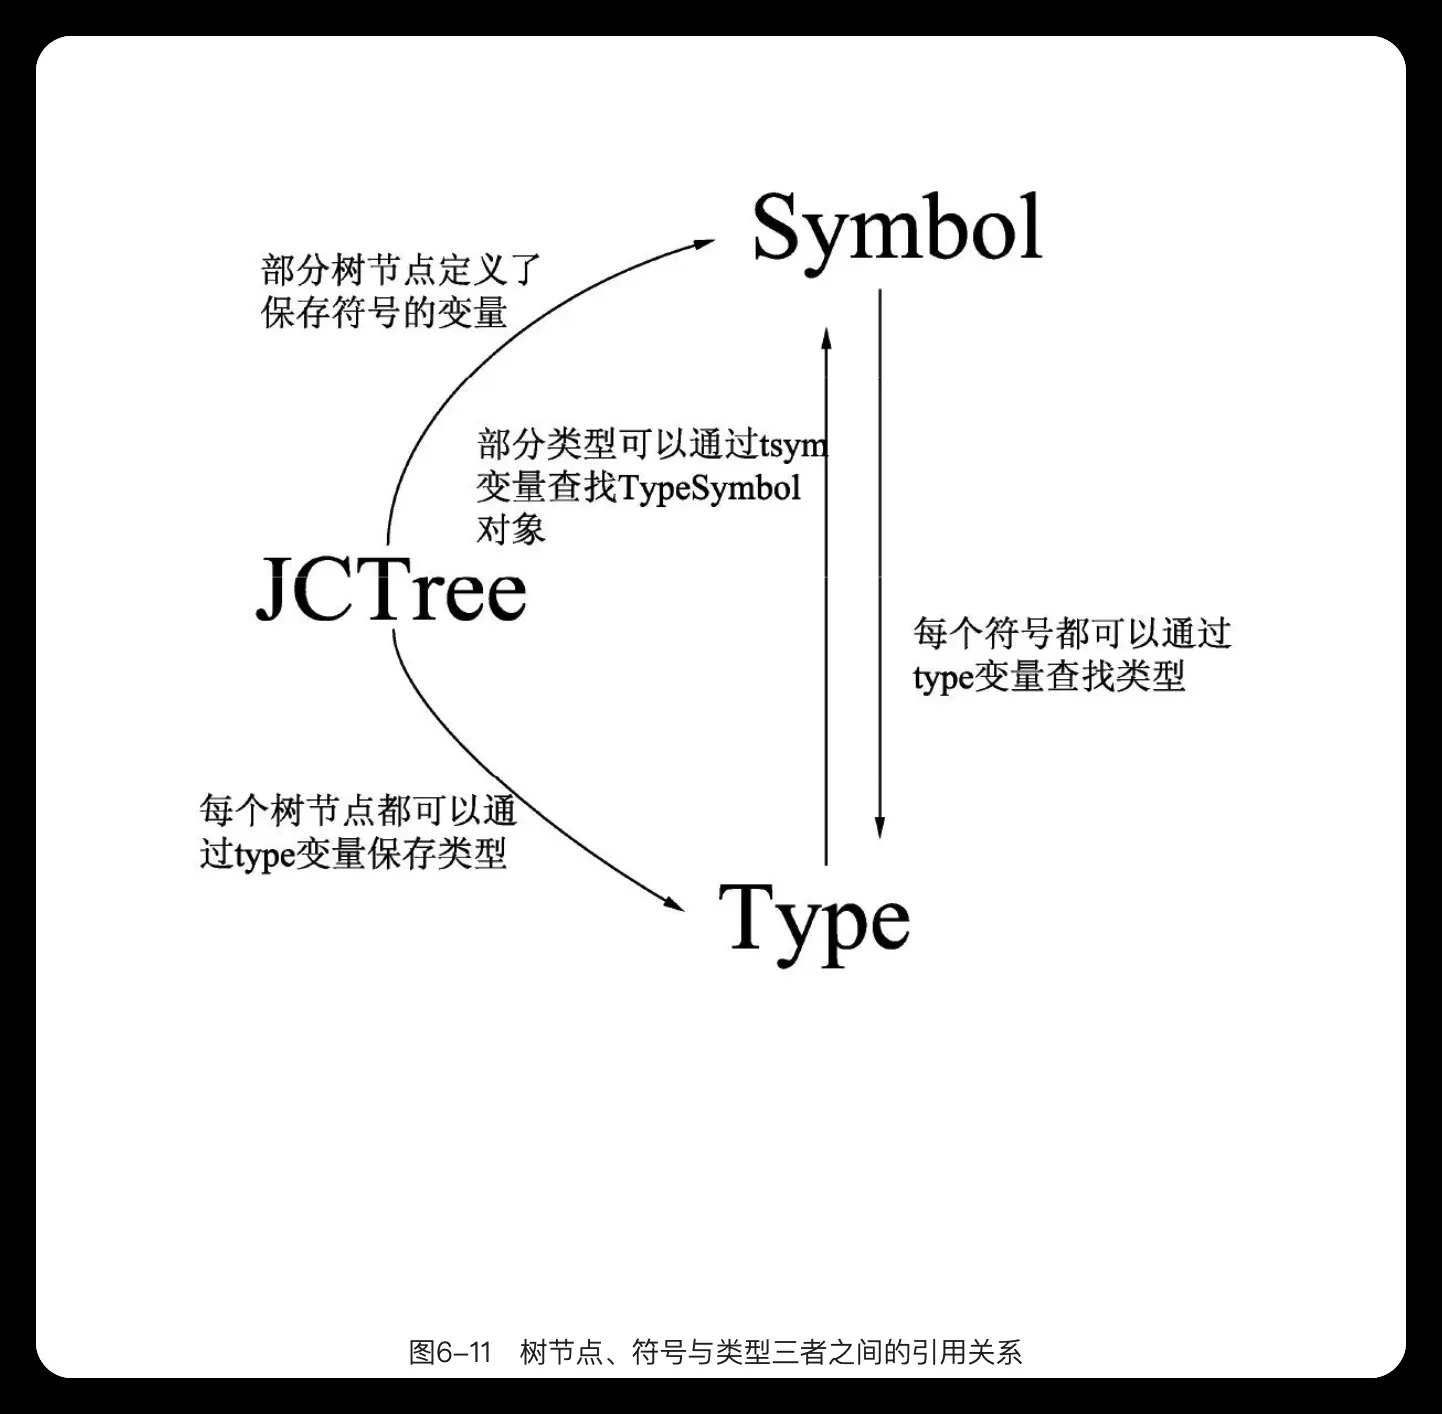 Symbol
部分树节点定义了
保存符号的变量
部分类型可以通过tsym
变量查找TypeSymbol
对象
JCTree
每个符号都可以通过
type变量查找类型
每个树节点都可以通
过type变量保存类型
Type
图6-11 树节点、符号与类型三者之间的引用关系